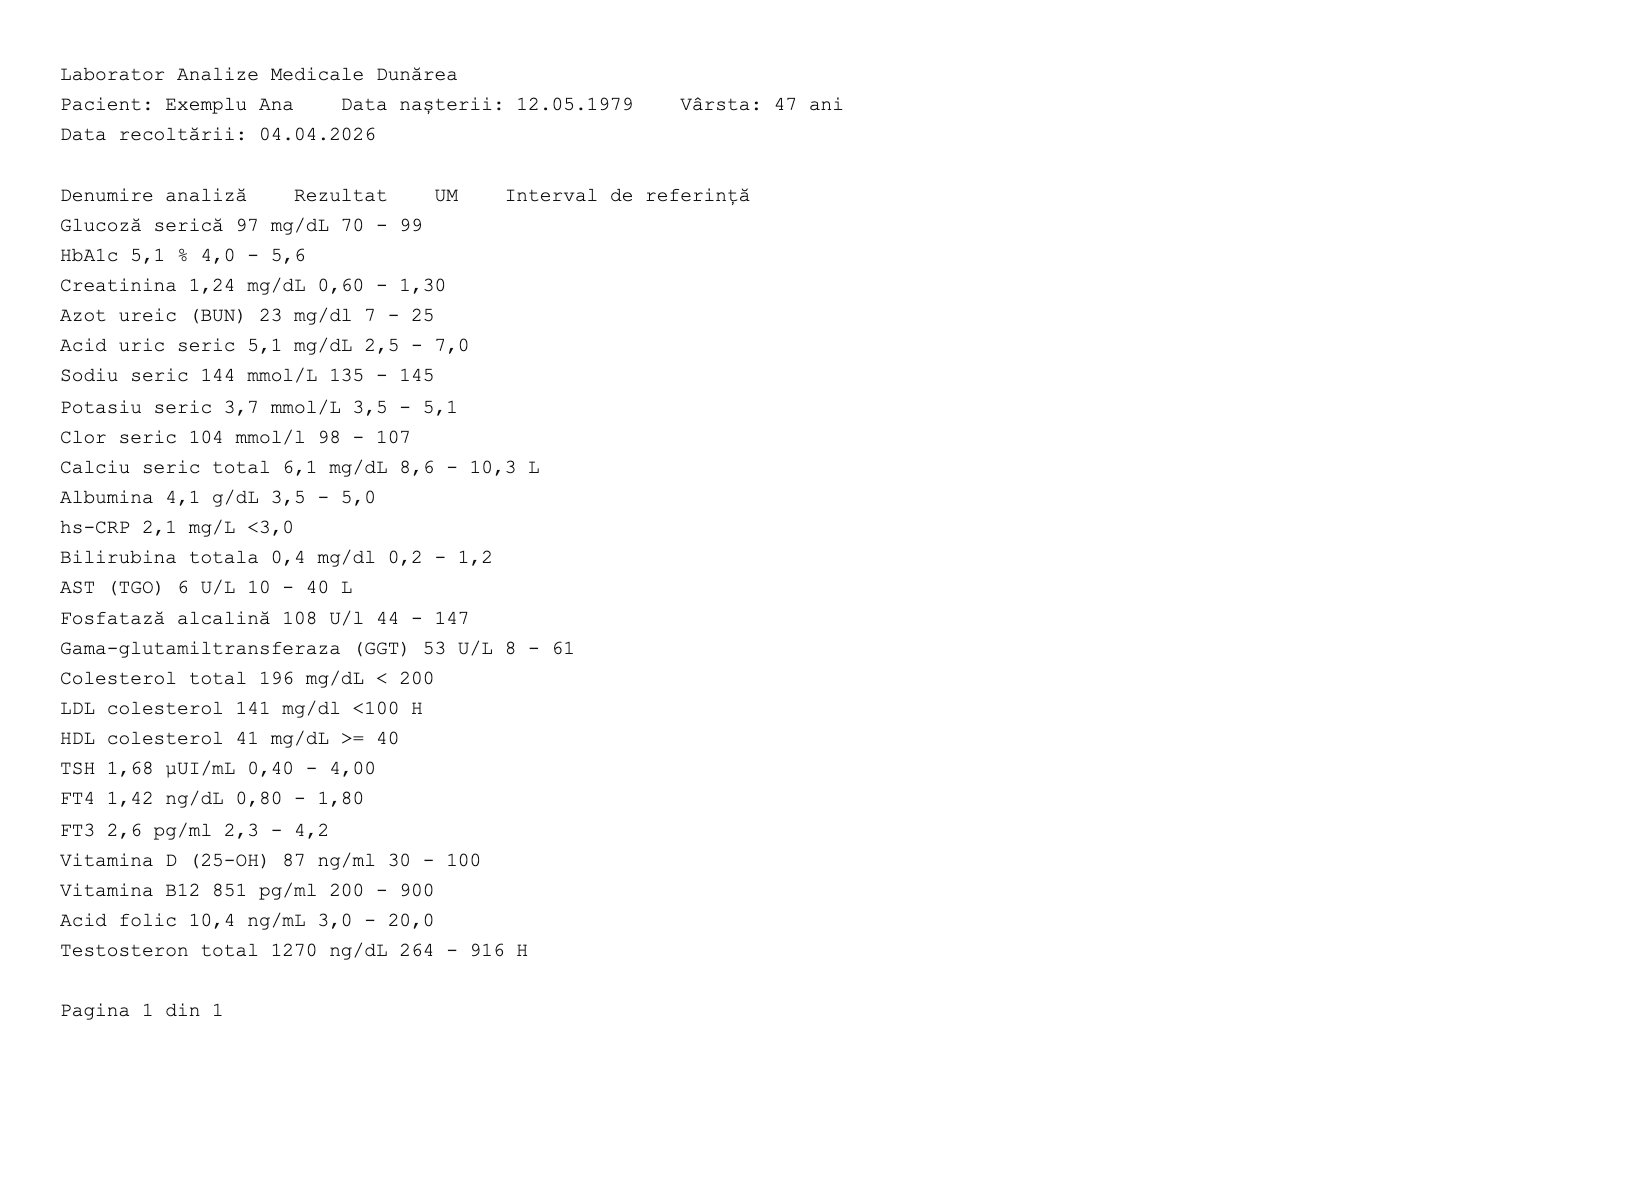 Laborator Analize Medicale Dunărea
Pacient: Exemplu Ana    Data nașterii: 12.05.1979    Vârsta: 47 ani
Data recoltării: 04.04.2026

Denumire analiză    Rezultat    UM    Interval de referință
Glucoză serică 97 mg/dL 70 - 99
HbA1c 5,1 % 4,0 - 5,6
Creatinina 1,24 mg/dL 0,60 - 1,30
Azot ureic (BUN) 23 mg/dl 7 - 25
Acid uric seric 5,1 mg/dL 2,5 - 7,0
Sodiu seric 144 mmol/L 135 - 145
Potasiu seric 3,7 mmol/L 3,5 - 5,1
Clor seric 104 mmol/l 98 - 107
Calciu seric total 6,1 mg/dL 8,6 - 10,3 L
Albumina 4,1 g/dL 3,5 - 5,0
hs-CRP 2,1 mg/L <3,0
Bilirubina totala 0,4 mg/dl 0,2 - 1,2
AST (TGO) 6 U/L 10 - 40 L
Fosfatază alcalină 108 U/l 44 - 147
Gama-glutamiltransferaza (GGT) 53 U/L 8 - 61
Colesterol total 196 mg/dL < 200
LDL colesterol 141 mg/dl <100 H
HDL colesterol 41 mg/dL >= 40
TSH 1,68 µUI/mL 0,40 - 4,00
FT4 1,42 ng/dL 0,80 - 1,80
FT3 2,6 pg/ml 2,3 - 4,2
Vitamina D (25-OH) 87 ng/ml 30 - 100
Vitamina B12 851 pg/ml 200 - 900
Acid folic 10,4 ng/mL 3,0 - 20,0
Testosteron total 1270 ng/dL 264 - 916 H

Pagina 1 din 1